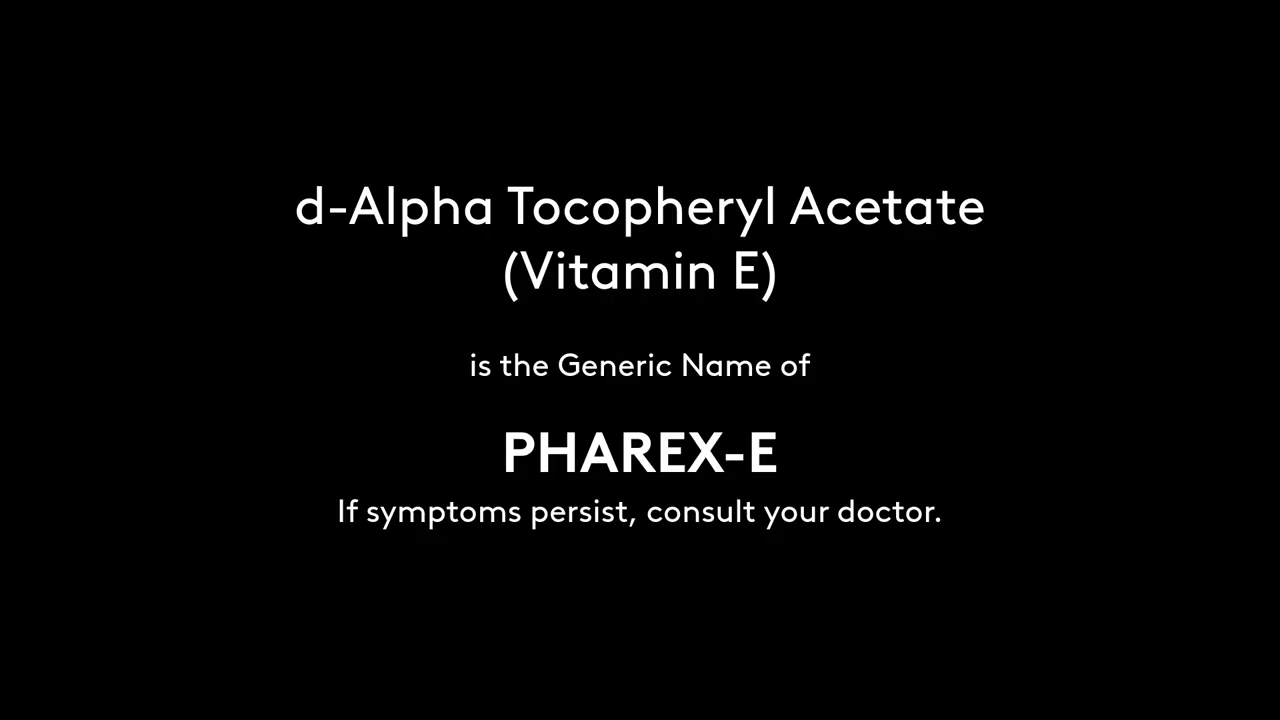 d-Alpha Tocopheryl Acetate
(Vitamin E)
is the Generic Name of
PHAREX-E
If symptoms persist, consult your doctor.